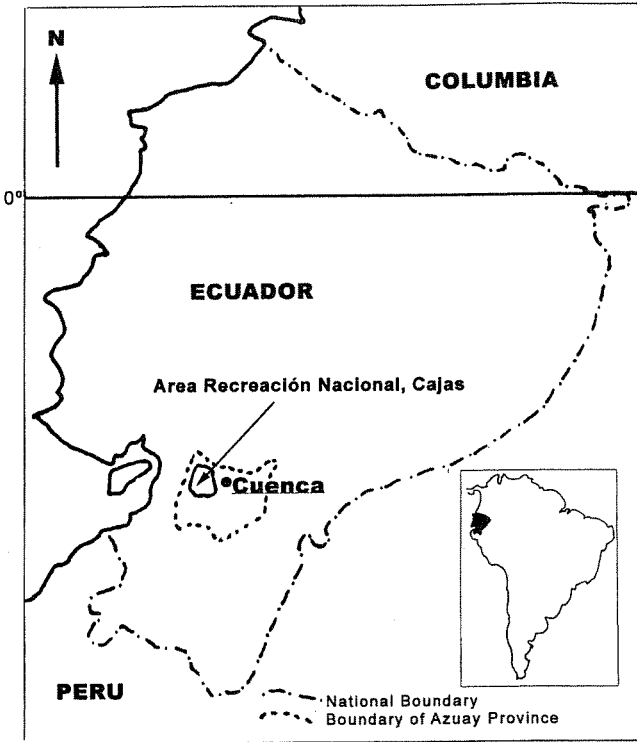 N
COLUMBIA
0°
ECUADOR
Area Recreación Nacional, Cajas
Cuenca
PERU
National Boundary
Boundary of Azuay Province